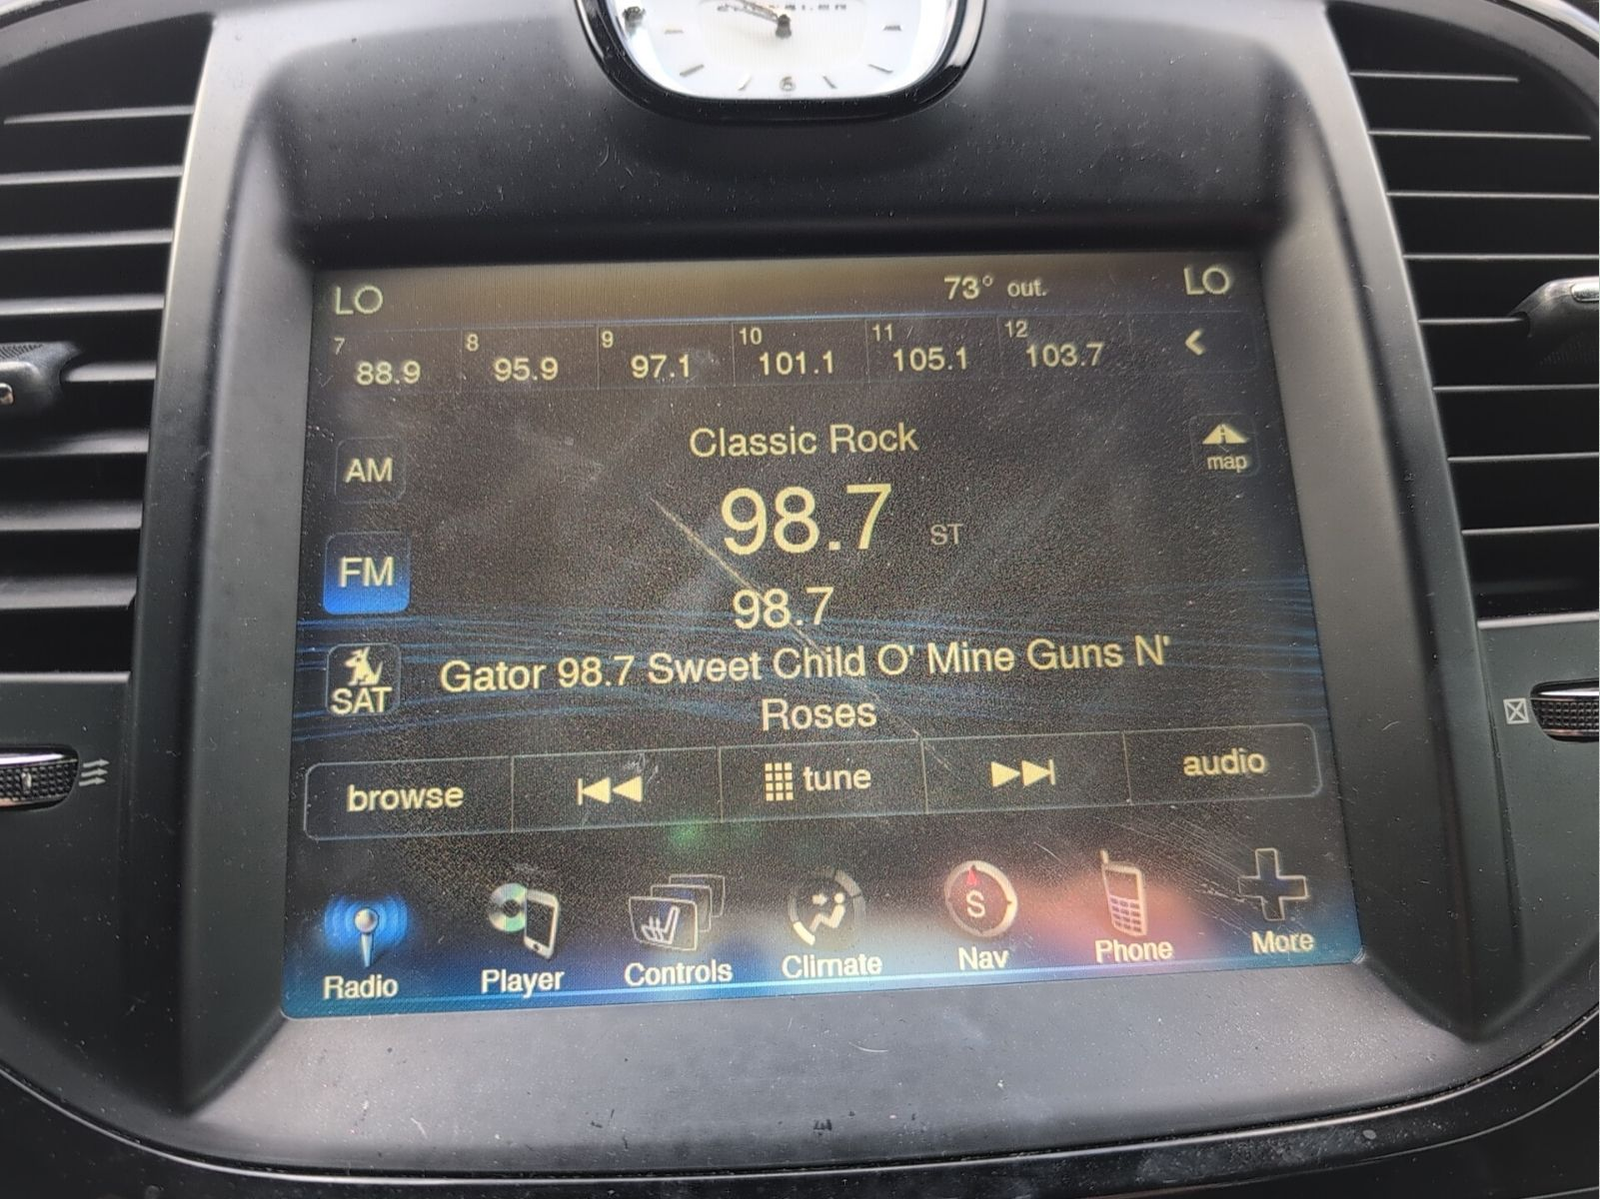 CHRYSLER
6
LO 73° out. LO
7 88.9 8 95.9 9 97.1 10 101.1 11 105.1 12 103.7 <
AM
Classic Rock
map
98.7 ST
FM
98.7
SAT
Gator 98.7 Sweet Child O' Mine Guns N'
Roses
browse tune audio
S
Radio Player Controls Climate Nav Phone More